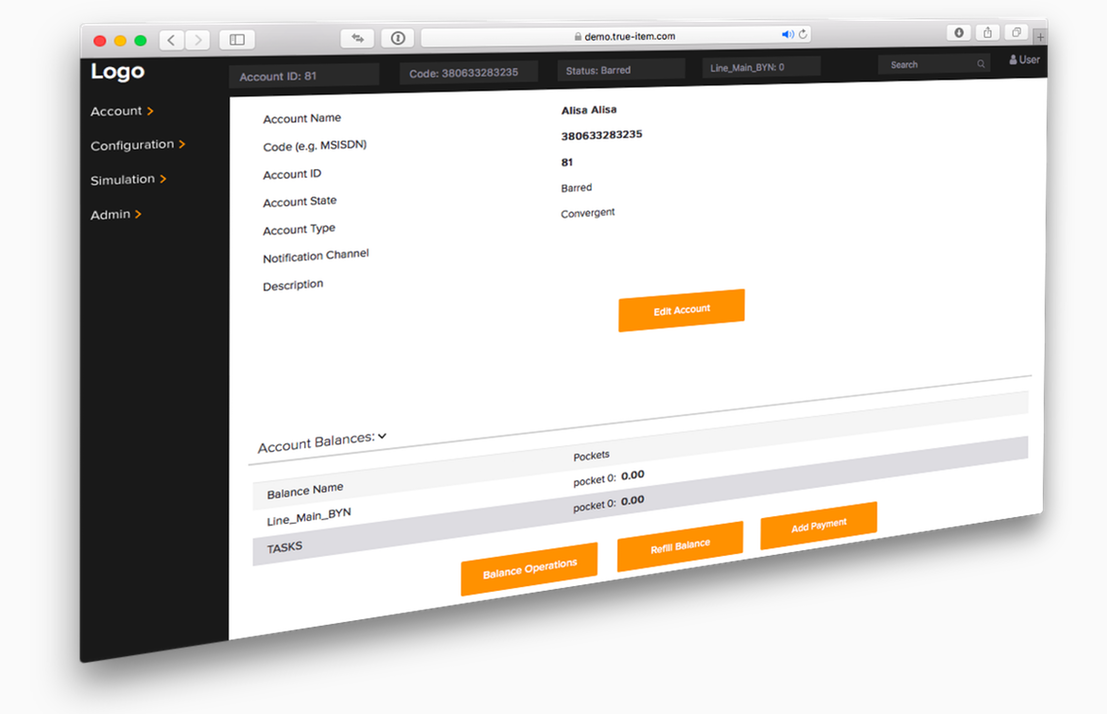 demo.true-item.com
Logo
Account ID: 81
Code: 380633283235
Status: Barred
Line_Main_BYN: 0
Search
User
Account
Configuration
Simulation
Admin
Account Name Alisa Alisa
Code (e.g. MSISDN) 380633283235
Account ID 81
Account State Barred
Account Type Convergent
Notification Channel
Description
Edit Account
Account Balances:
Balance Name Pockets
Line_Main_BYN pocket 0: 0.00
TASKS pocket 0: 0.00
Balance Operations
Refill Balance
Add Payment